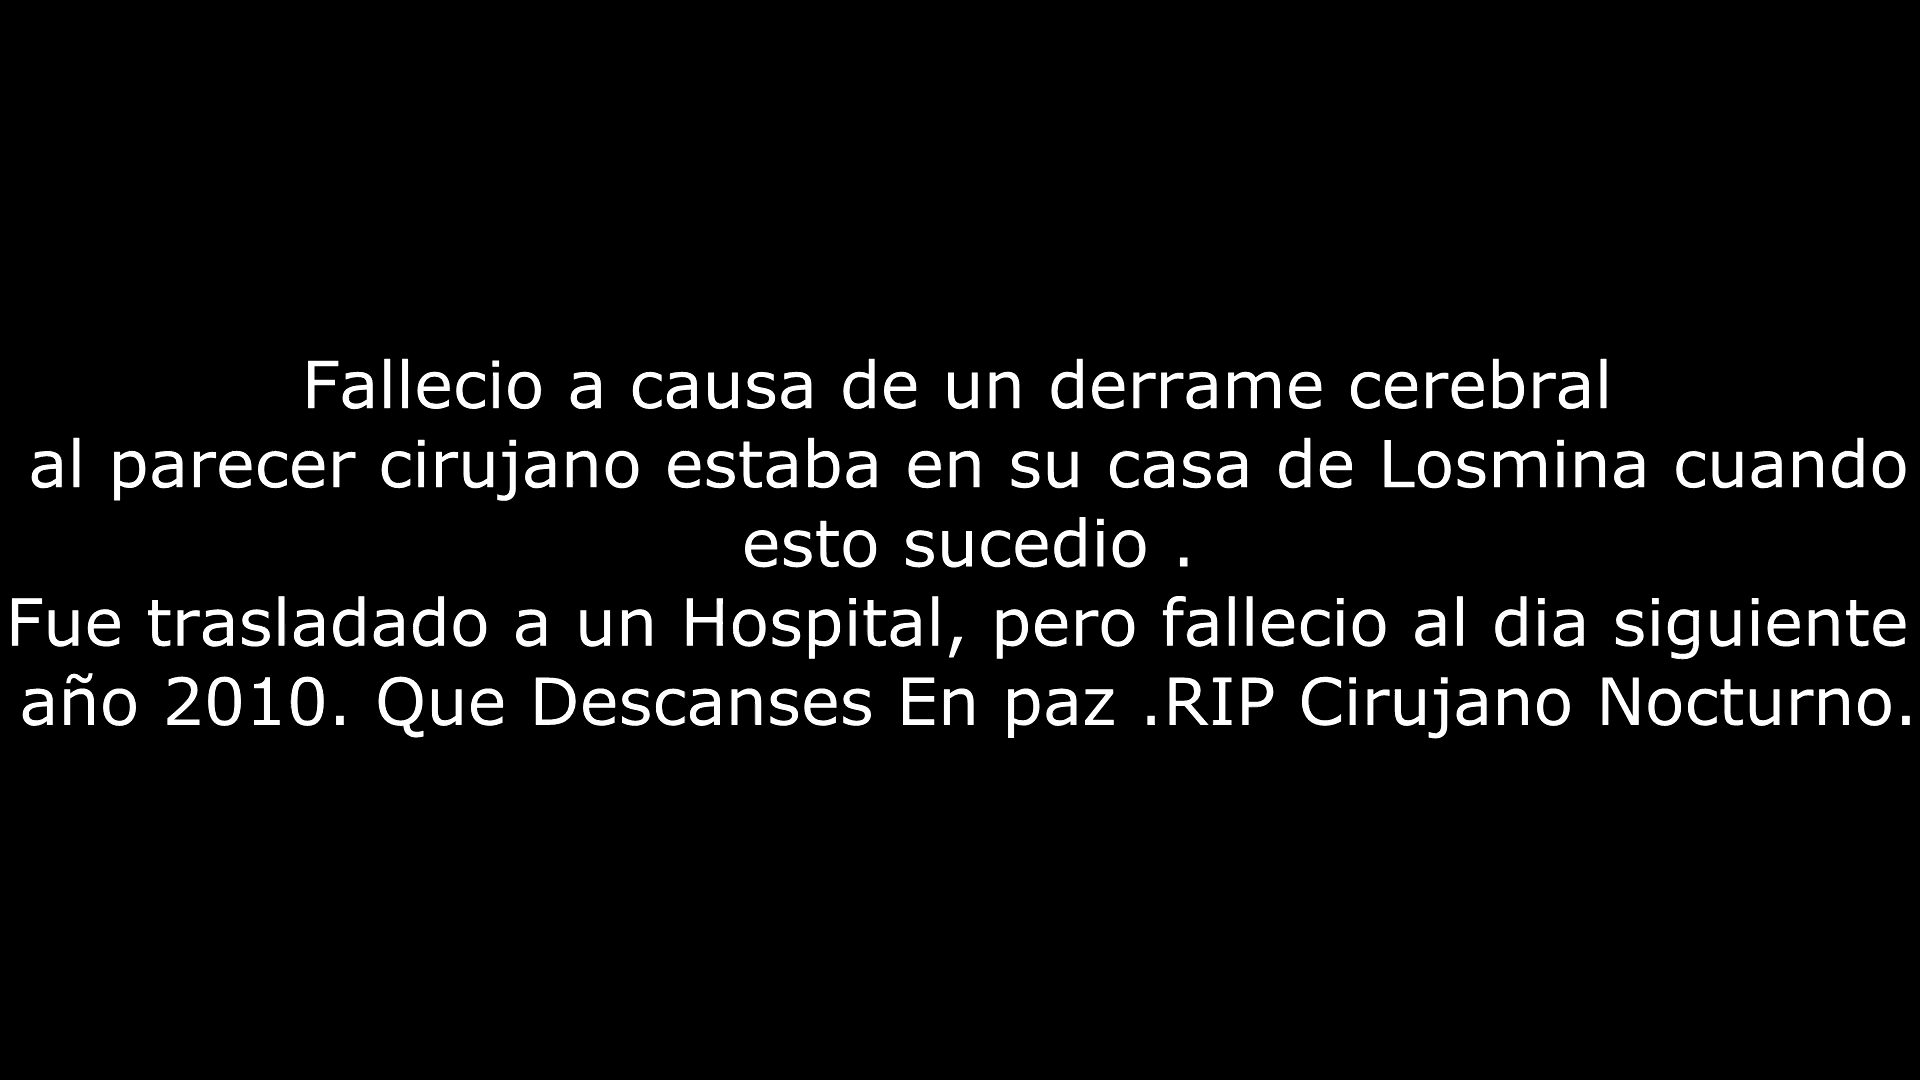 Fallecio a causa de un derrame cerebral
al parecer cirujano estaba en su casa de Losmina cuando
esto sucedio .
Fue trasladado a un Hospital, pero fallecio al dia siguiente
año 2010. Que Descanses En paz .RIP Cirujano Nocturno.